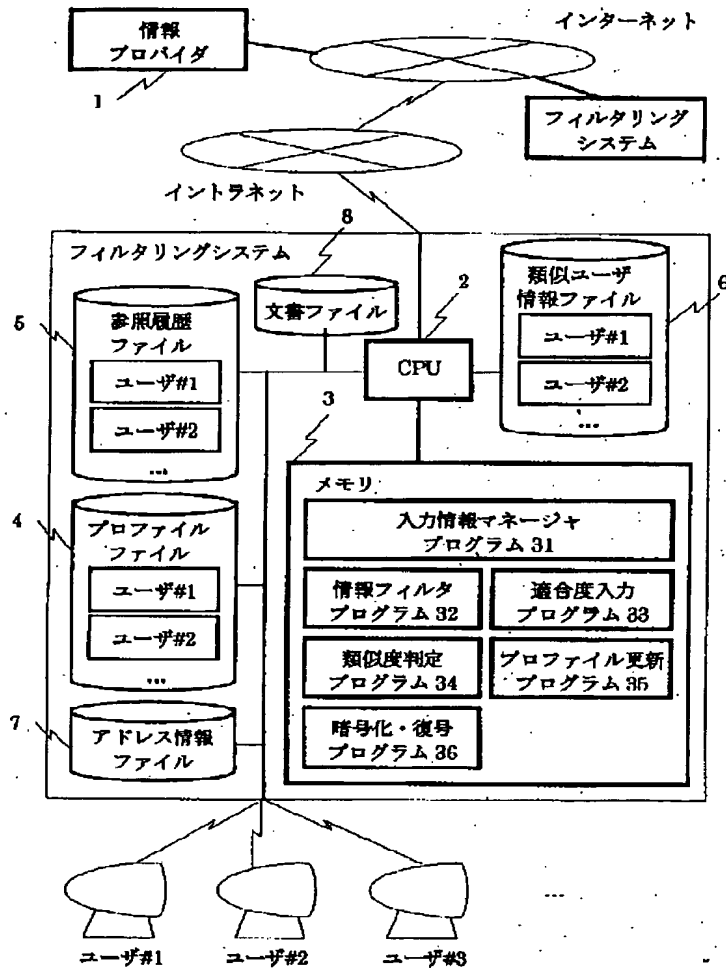 インターネット
情報
プロバイダ
1
フィルタリング
システム
イントラネット
フィルタリングシステム
8
文書ファイル
2
CPU
類似ユーザ
情報ファイル
ユーザ#1
ユーザ#2
...
6
5
参照履歴
ファイル
ユーザ#1
ユーザ#2
...
3
メモリ
入力情報マネージャ
プログラム 31
情報フィルタ
プログラム 32
適合度入力
プログラム 33
類似度判定
プログラム 34
プロファイル更新
プログラム 35
暗号化・復号
プログラム 36
4
プロファイル
ファイル
ユーザ#1
ユーザ#2
...
7
アドレス情報
ファイル
ユーザ#1
ユーザ#2
ユーザ#3
...